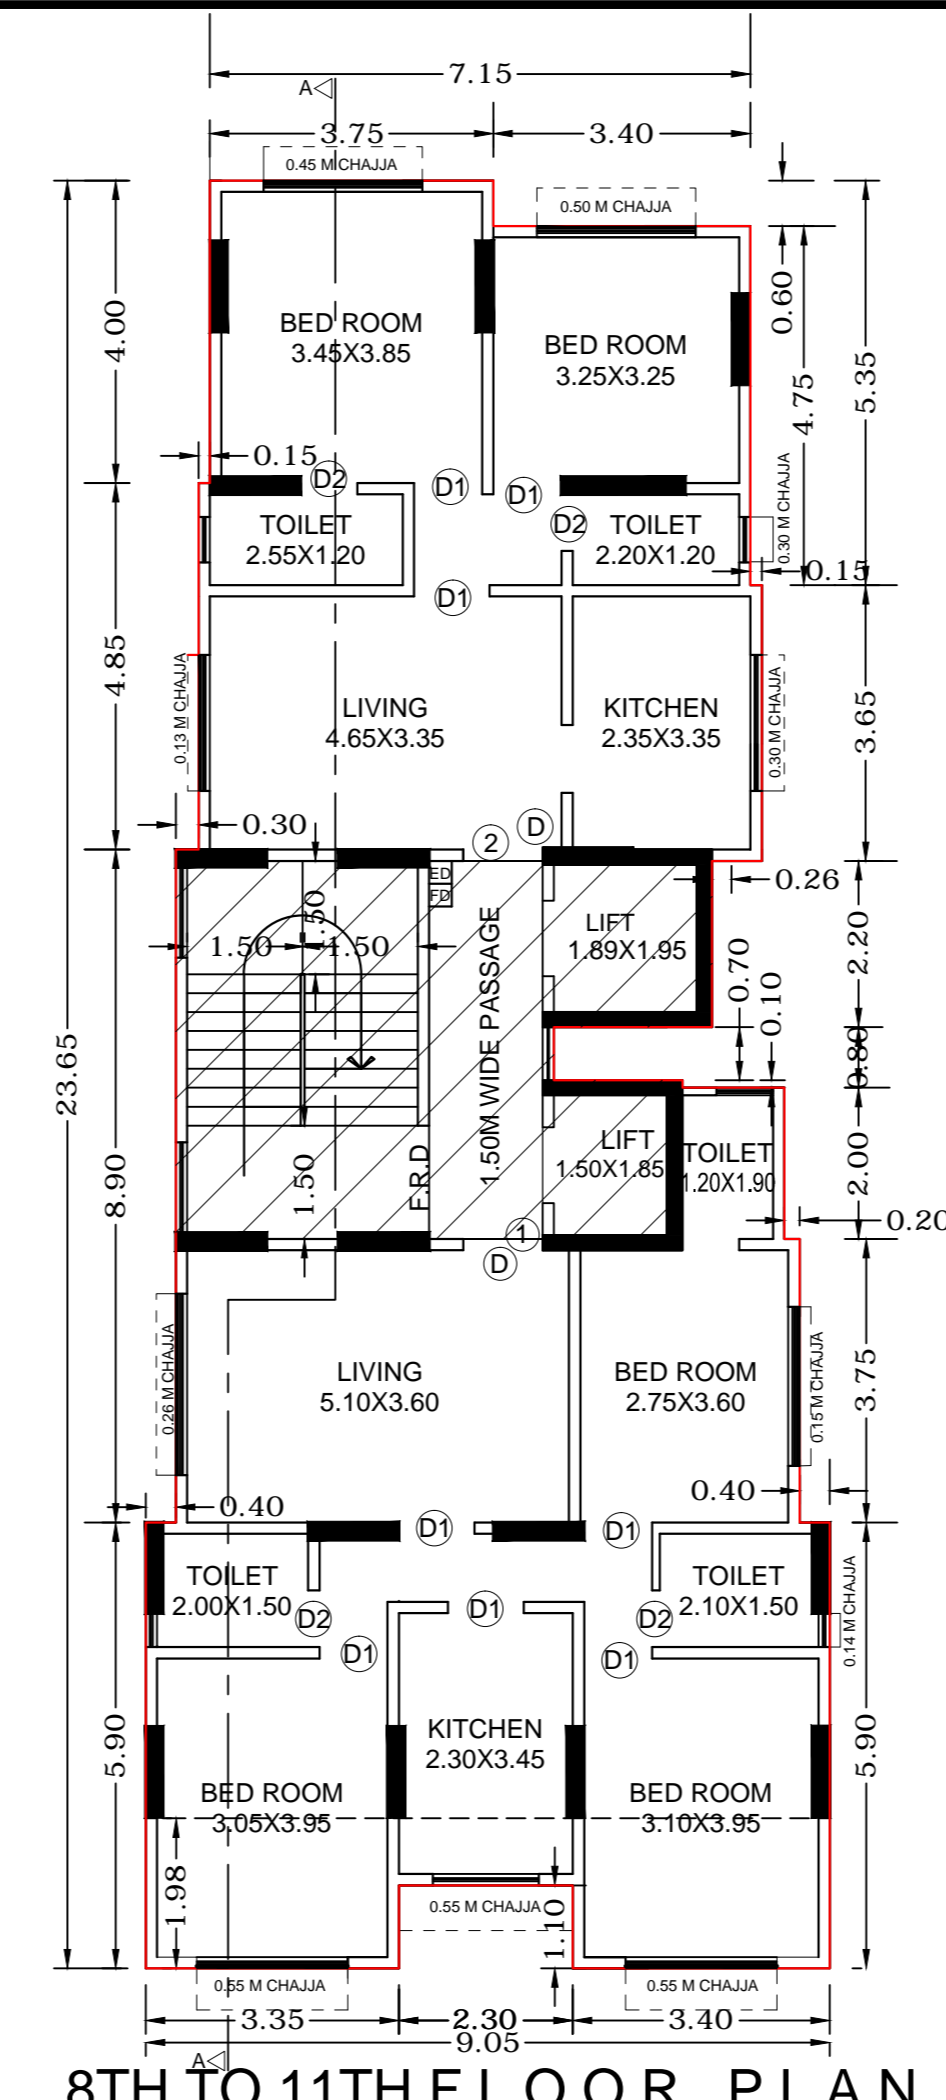 7.15
A
3.75
3.40
0.45 M CHAJJA
0.50 M CHAJJA
0.60
4.00
BED ROOM
3.45X3.85
BED ROOM
3.25X3.25
4.75
5.35
0.15
D2
D1
D1
0.30 M CHAJJA
TOILET
2.55X1.20
D2
TOILET
2.20X1.20
0.15
D1
4.85
0.13 M CHAJJA
LIVING
4.65X3.35
KITCHEN
2.35X3.35
0.30 M CHAJJA
3.65
0.30
2
D
ED
FD
0.26
1.50
1.50
1.50
1.50M WIDE PASSAGE
LIFT
1.89X1.95
2.20
0.70
0.10
0.80
23.65
8.90
1.50
F.R.D
LIFT
1.50X1.85
TOILET
1.20X1.90
2.00
0.20
1
D
0.26 M CHAJJA
LIVING
5.10X3.60
BED ROOM
2.75X3.60
0.15 M CHAJJA
3.75
0.40
0.40
D1
D1
TOILET
2.00X1.50
D2
D1
D1
D2
D1
TOILET
2.10X1.50
0.14 M CHAJJA
5.90
BED ROOM
3.05X3.95
KITCHEN
2.30X3.45
BED ROOM
3.10X3.95
5.90
1.98
0.55 M CHAJJA
1.10
0.55 M CHAJJA
0.55 M CHAJJA
3.35
2.30
3.40
9.05
A
8TH TO 11TH FLOOR PLAN